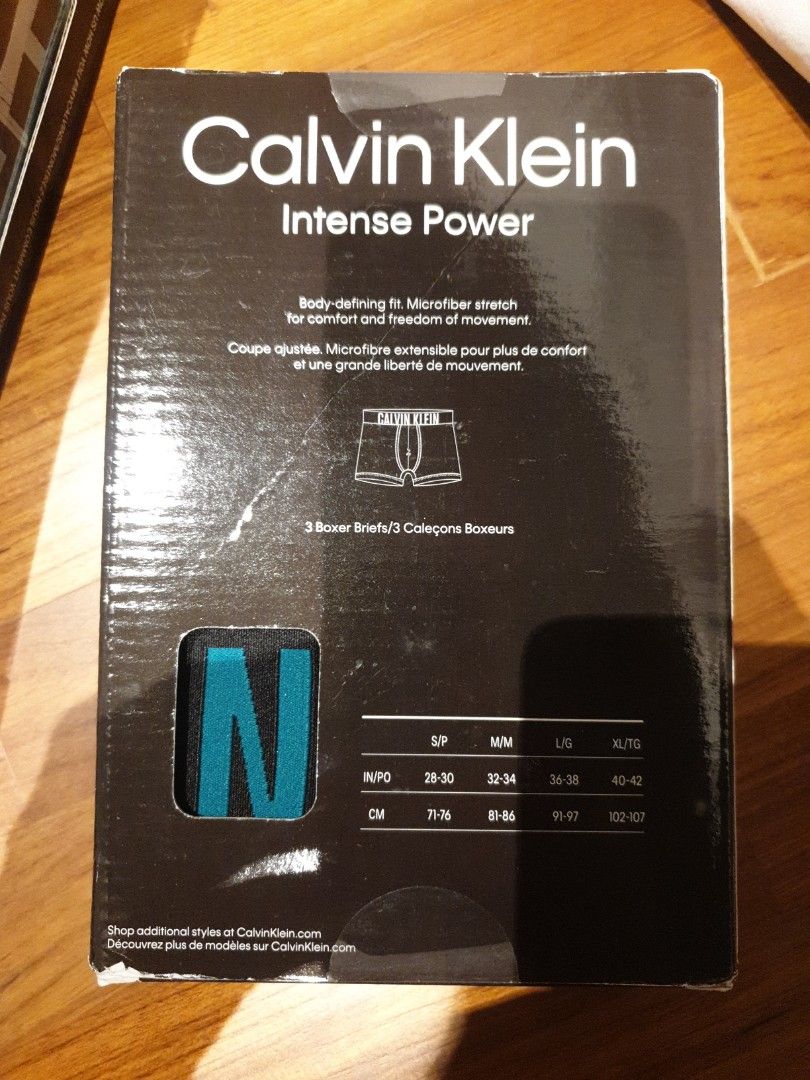 Calvin Klein
Intense Power
Body-defining fit. Microfiber stretch
for comfort and freedom of movement.
Coupe ajustée. Microfibre extensible pour plus de confort
et une grande liberté de mouvement.
CALVIN KLEIN
3 Boxer Briefs/3 Caleçons Boxeurs
N
S/P M/M L/G XL/TG
IN/PO 28-30 32-34 36-38 40-42
CM 71-76 81-86 91-97 102-107
Shop additional styles at CalvinKlein.com
Découvrez plus de modèles sur CalvinKlein.com